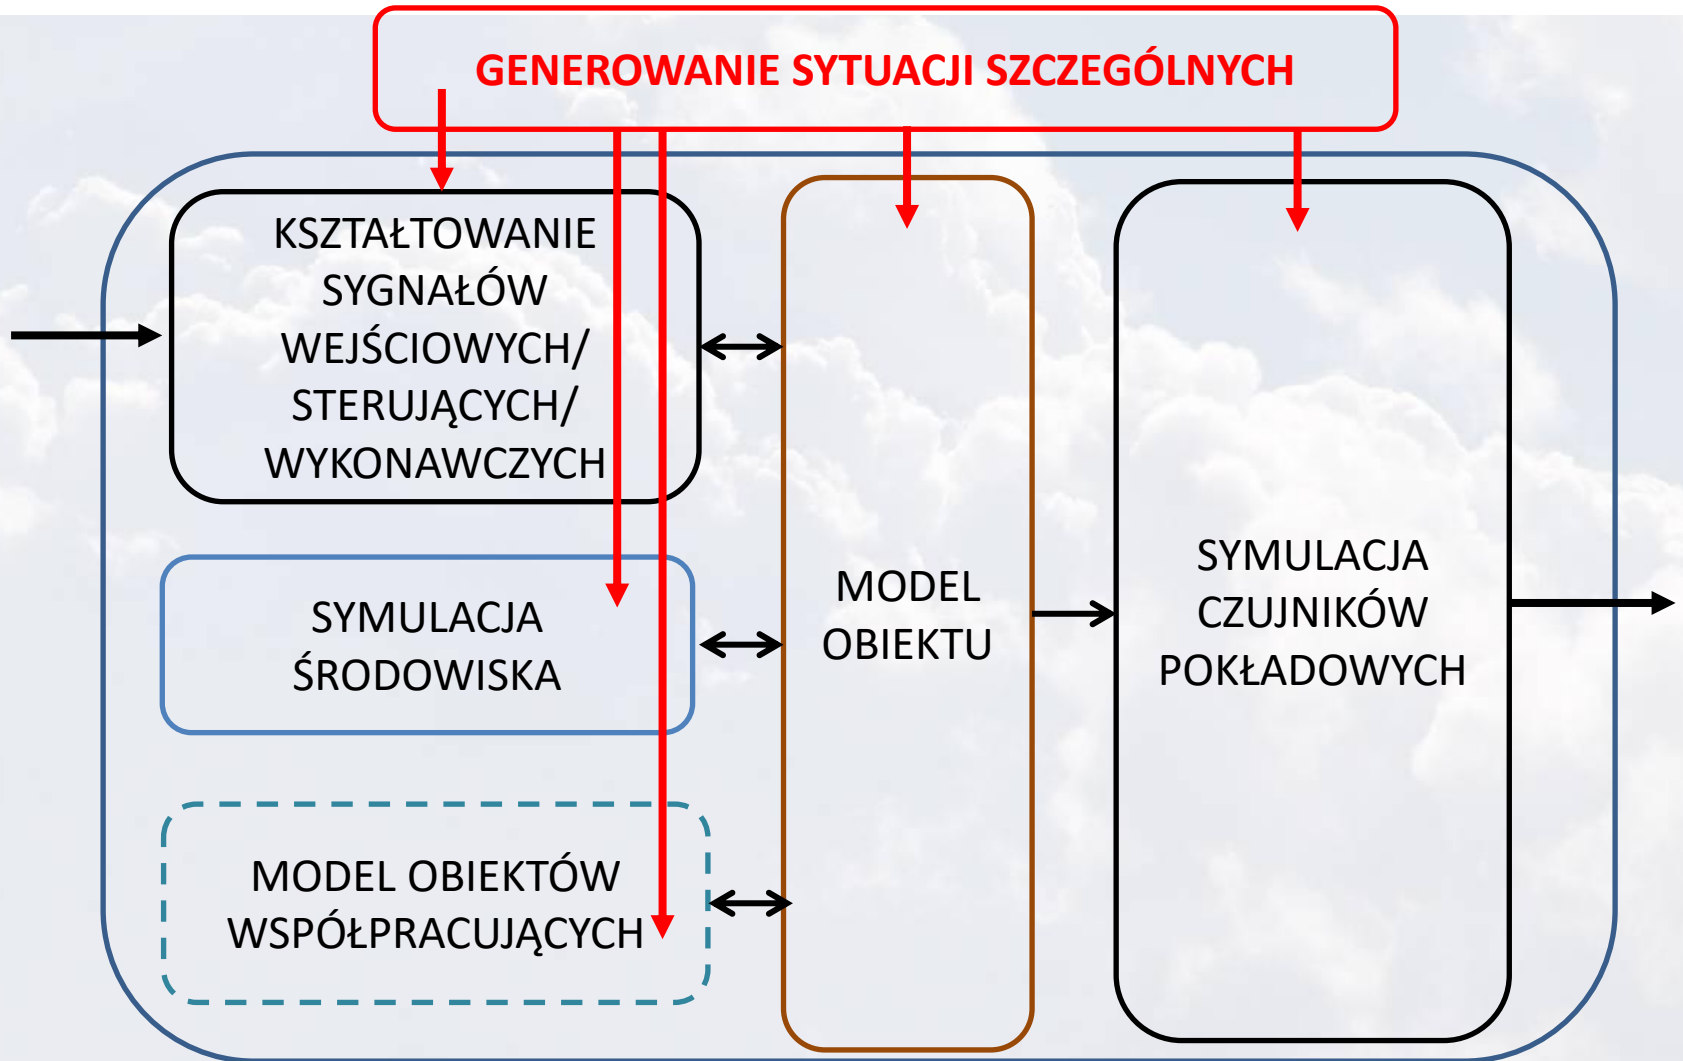 GENEROWANIE SYTUACJI SZCZEGÓLNYCH
KSZTAŁTOWANIE
SYGNAŁÓW
WEJŚCIOWYCH/
STERUJĄCYCH/
WYKONAWCZYCH
SYMULACJA
ŚRODOWISKA
MODEL OBIEKTÓW
WSPÓŁPRACUJĄCYCH
MODEL
OBIEKTU
SYMULACJA
CZUJNIKÓW
POKŁADOWYCH